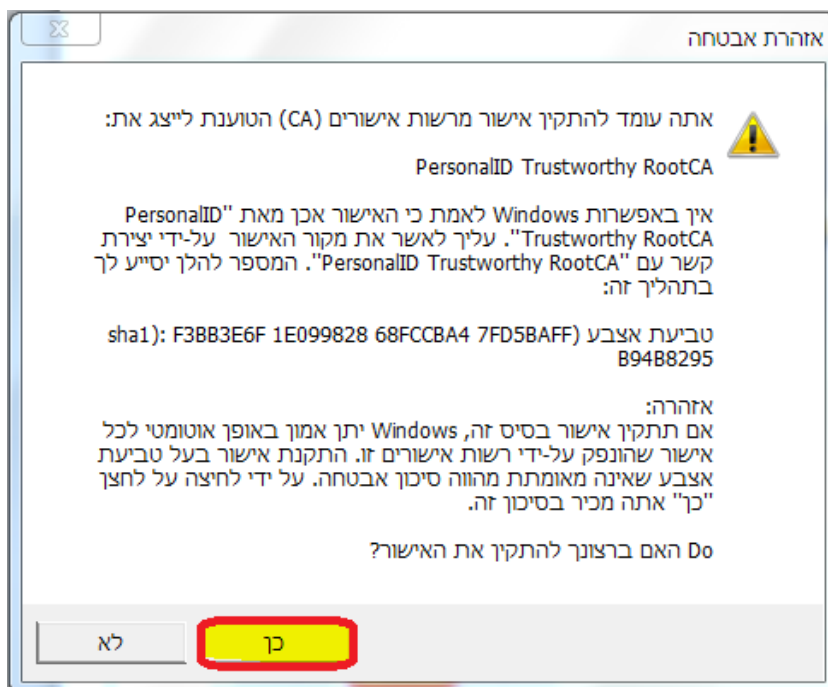 אזהרת אבטחה
אתה עומד להתקין אישור מרשות אישורים (CA) הטוענת לייצג את:
PersonalID Trustworthy RootCA
אין באפשרות Windows לאמת כי האישור אכן מאת "PersonalID
Trustworthy RootCA". עליך לאשר את מקור האישור על-ידי יצירת
קשר עם "PersonalID Trustworthy RootCA". המספר להלן יסייע לך
בתהליך זה:
טביעת אצבע (sha1): F3BB3E6F 1E099828 68FCCBA4 7FD5BAFF
B94B8295
אזהרה:
אם תתקין אישור בסיס זה, Windows יתן אמון באופן אוטומטי לכל
אישור שהונפק על-ידי רשות אישורים זו. התקנת אישור בעל טביעת
אצבע שאינה מאומתת מהווה סיכון אבטחה. על ידי לחיצה על לחצן
"כן" אתה מכיר בסיכון זה.
Do האם ברצונך להתקין את האישור?
כן
לא